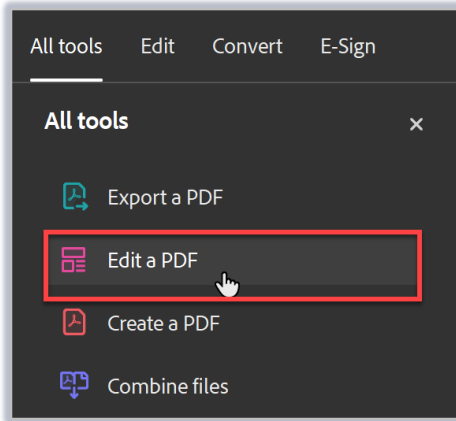 All tools Edit Convert E-Sign
All tools
Export a PDF
Edit a PDF
Create a PDF
Combine files